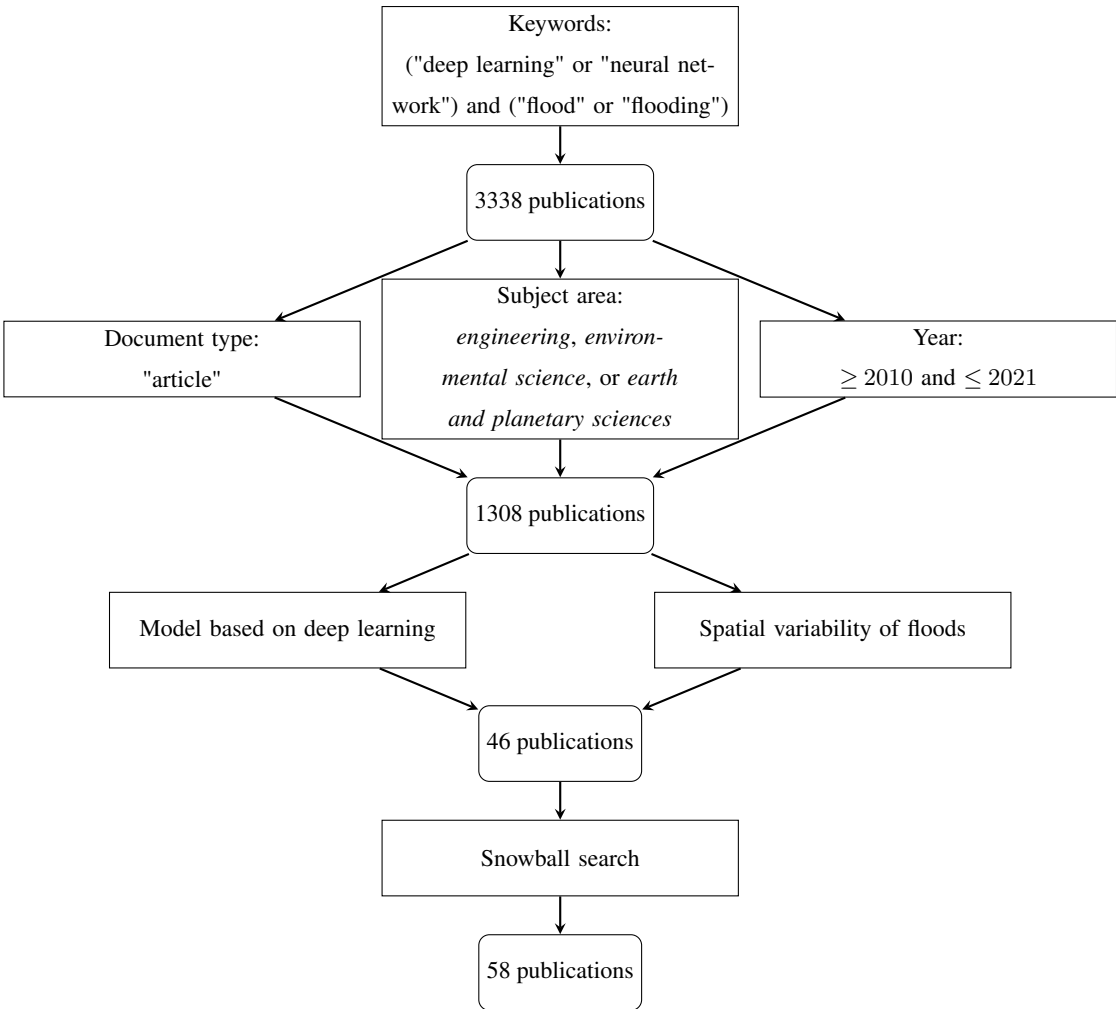 Keywords:
("deep learning" or "neural net-
work") and ("flood" or "flooding")
3338 publications
Document type:
"article"
Subject area:
engineering, environ-
mental science, or earth
and planetary sciences
Year:
≥ 2010 and ≤ 2021
1308 publications
Model based on deep learning
Spatial variability of floods
46 publications
Snowball search
58 publications